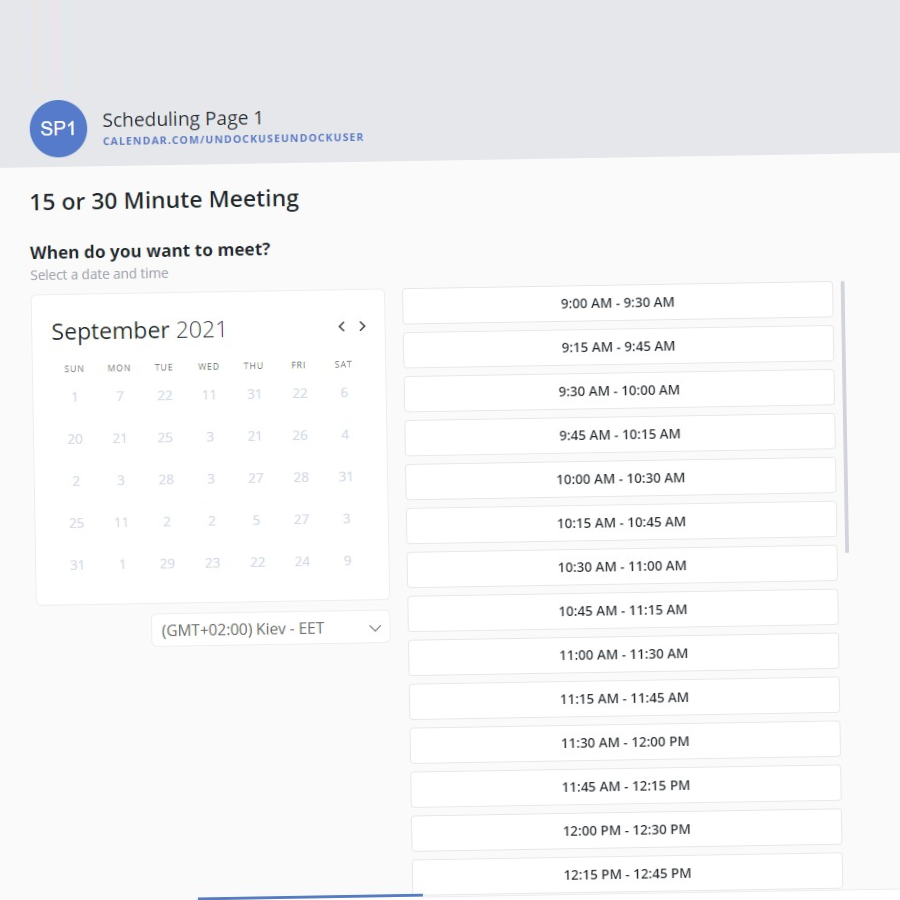 SP1
Scheduling Page 1
CALENDAR.COM/UNDOCKUSEUNDOCKUSER
15 or 30 Minute Meeting
When do you want to meet?
Select a date and time
September 2021
SUN MON TUE WED THU FRI SAT
1 7 22 11 31 22 6
20 21 25 3 21 26 4
2 3 28 3 27 28 31
25 11 2 2 5 27 3
31 1 29 23 22 24 9
(GMT+02:00) Kiev - EET
9:00 AM - 9:30 AM
9:15 AM - 9:45 AM
9:30 AM - 10:00 AM
9:45 AM - 10:15 AM
10:00 AM - 10:30 AM
10:15 AM - 10:45 AM
10:30 AM - 11:00 AM
10:45 AM - 11:15 AM
11:00 AM - 11:30 AM
11:15 AM - 11:45 AM
11:30 AM - 12:00 PM
11:45 AM - 12:15 PM
12:00 PM - 12:30 PM
12:15 PM - 12:45 PM